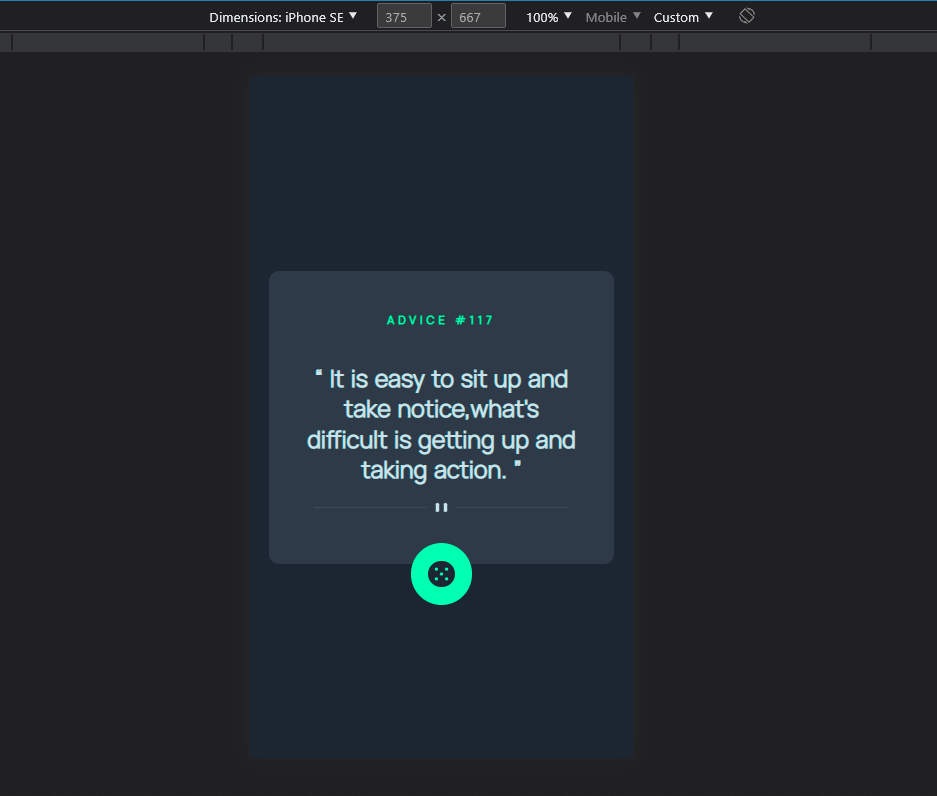 Dimensions: iPhone SE 375 × 667 100% Mobile Custom
ADVICE #117
“ It is easy to sit up and
take notice,what's
difficult is getting up and
taking action. ”